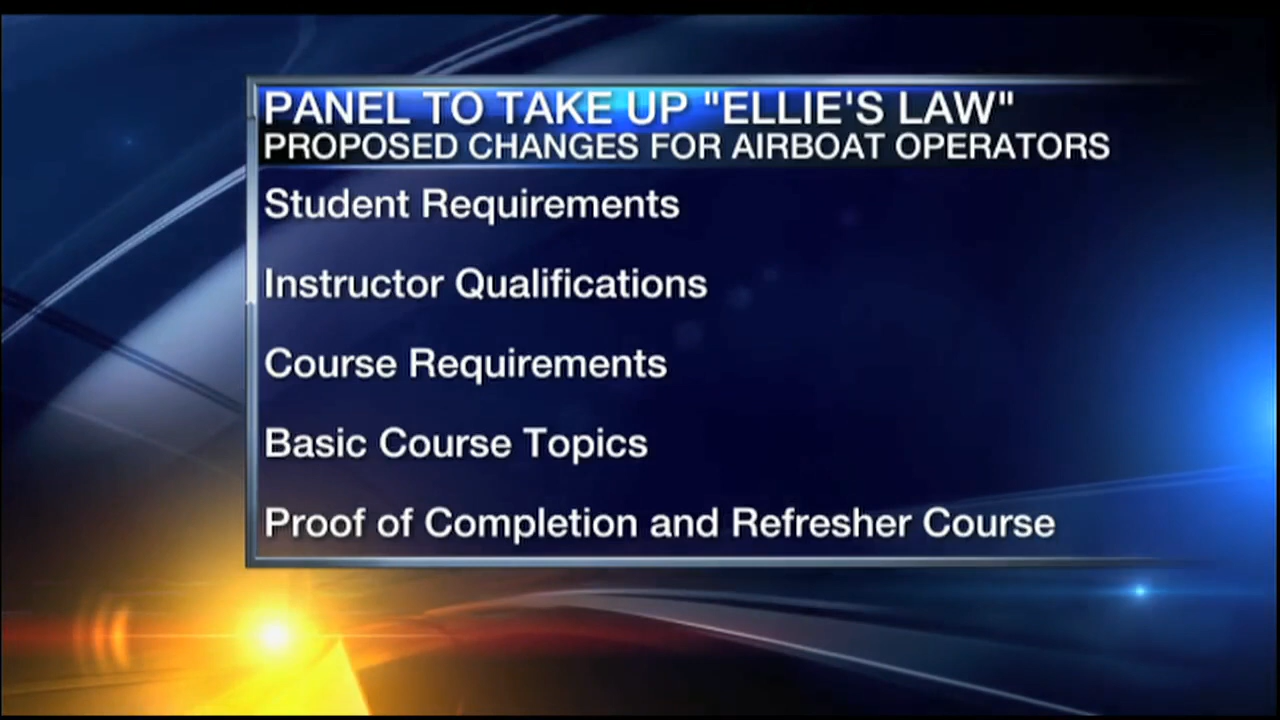 PANEL TO TAKE UP "ELLIE'S LAW"
PROPOSED CHANGES FOR AIRBOAT OPERATORS
Student Requirements
Instructor Qualifications
Course Requirements
Basic Course Topics
Proof of Completion and Refresher Course